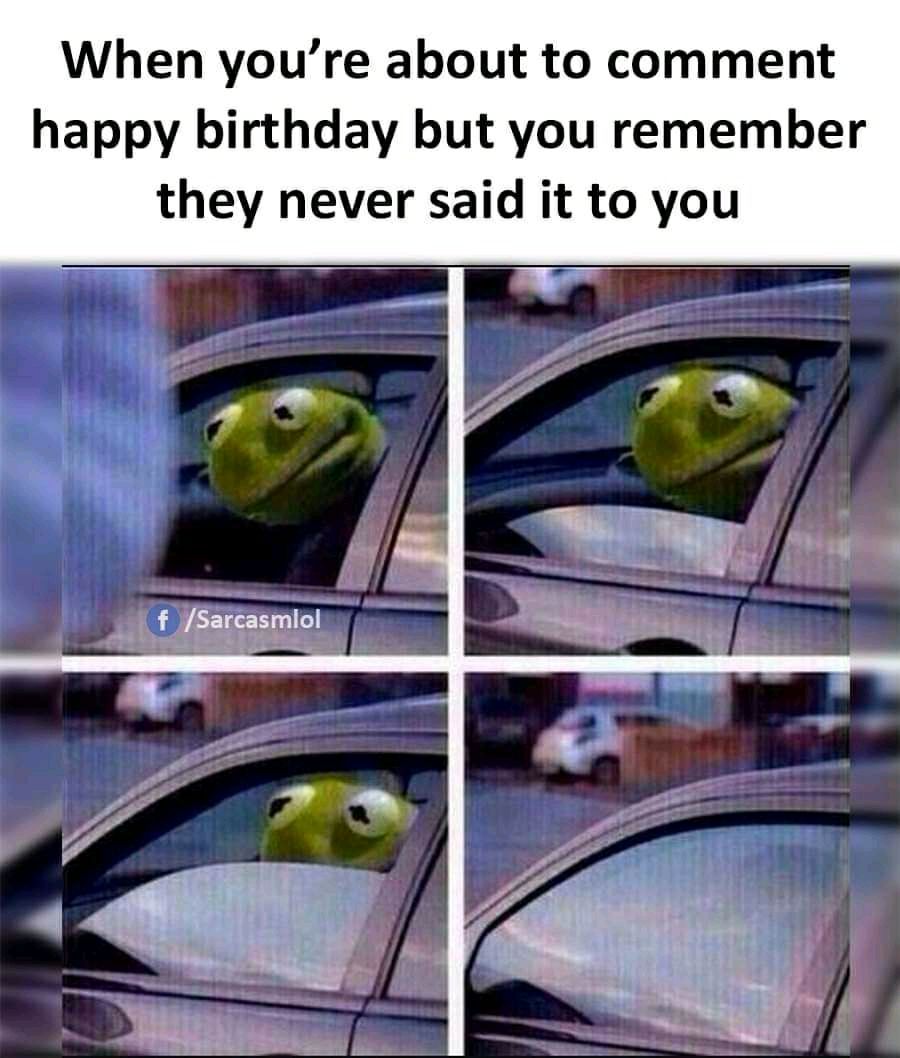 When you’re about to comment
happy birthday but you remember
they never said it to you
f /Sarcasmlol